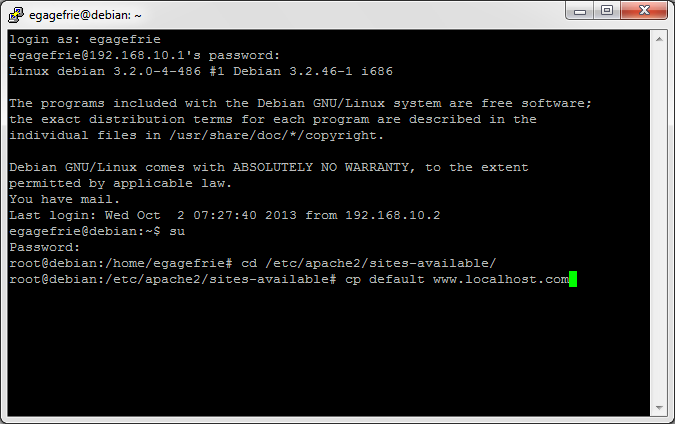 egagefrie@debian: ~
login as: egagefrie
egagefrie@192.168.10.1's password:
Linux debian 3.2.0-4-486 #1 Debian 3.2.46-1 i686
The programs included with the Debian GNU/Linux system are free software;
the exact distribution terms for each program are described in the
individual files in /usr/share/doc/*/copyright.
Debian GNU/Linux comes with ABSOLUTELY NO WARRANTY, to the extent
permitted by applicable law.
You have mail.
Last login: Wed Oct  2 07:27:40 2013 from 192.168.10.2
egagefrie@debian:~$ su
Password:
root@debian:/home/egagefrie# cd /etc/apache2/sites-available/
root@debian:/etc/apache2/sites-available# cp default www.localhost.com